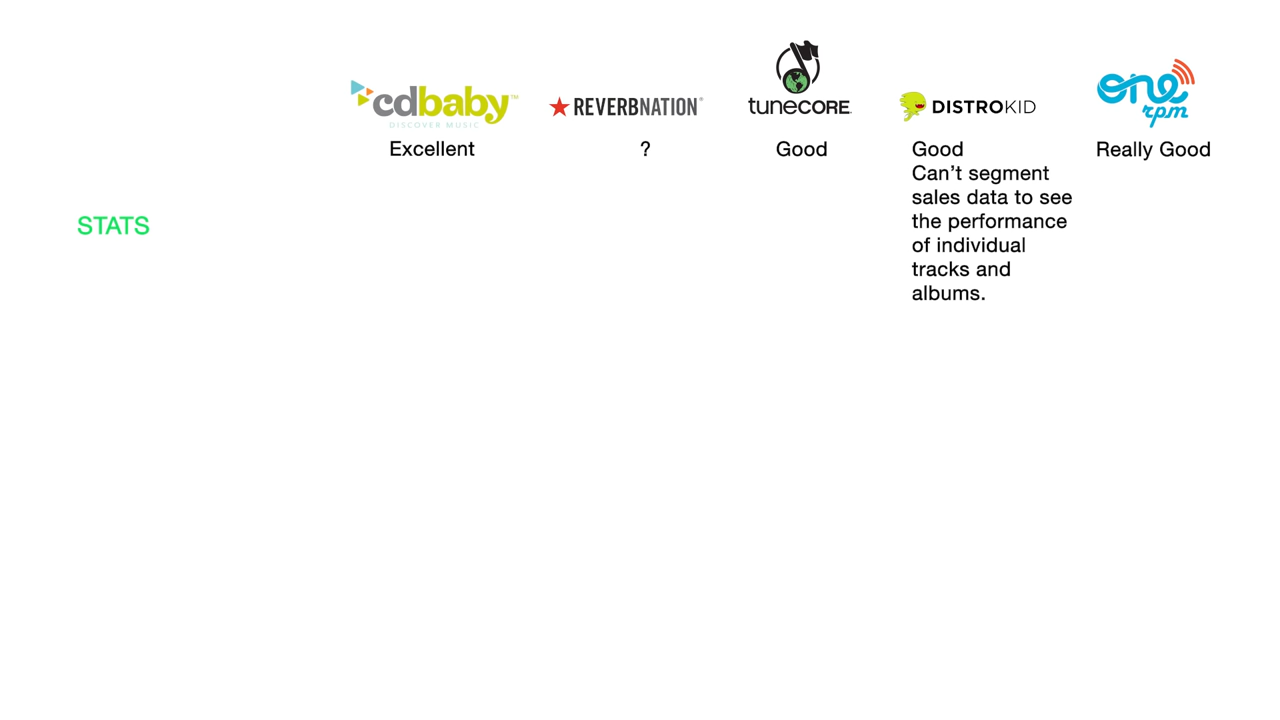 cdbaby™
DISCOVER MUSIC
REVERBNATION®
tunecore
DISTROKID
one
rpm
Excellent
?
Good
Good
Can't segment
sales data to see
the performance
of individual
tracks and
albums.
Really Good
STATS